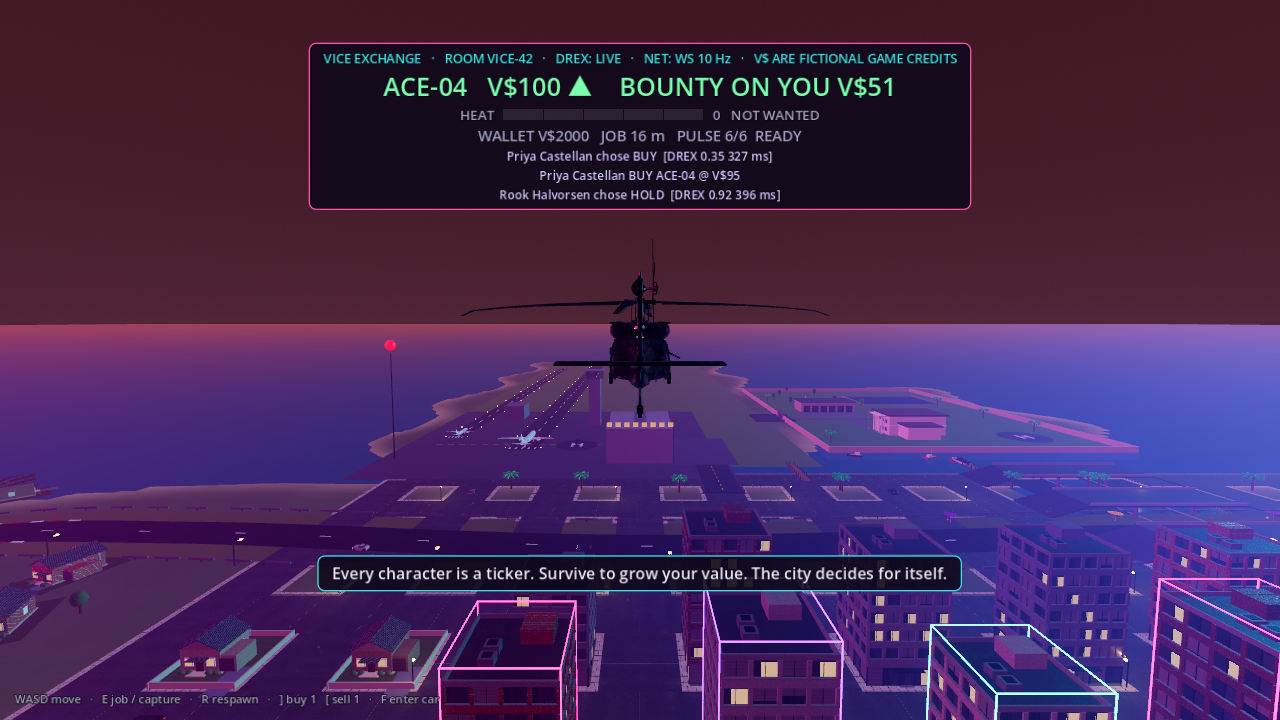 VICE EXCHANGE · ROOM VICE-42 · DREX: LIVE · NET: WS 10 Hz · V$ ARE FICTIONAL GAME CREDITS
ACE-04 V$100 ▲ BOUNTY ON YOU V$51
HEAT 0 NOT WANTED
WALLET V$2000 JOB 16 m PULSE 6/6 READY
Priya Castellan chose BUY [DREX 0.35 327 ms]
Priya Castellan BUY ACE-04 @ V$95
Rook Halvorsen chose HOLD [DREX 0.92 396 ms]
Every character is a ticker. Survive to grow your value. The city decides for itself.
WASD move · E job / capture · R respawn · ] buy 1 [ sell 1 · F enter car